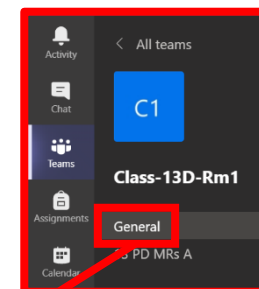 Activity
Chat
Teams
Assignments
Calendar
All teams
C1
Class-13D-Rm1
General
PD MRs A